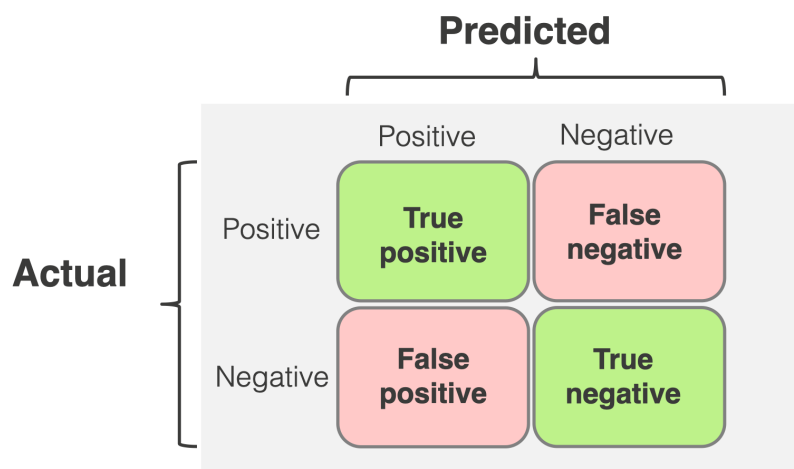 Predicted
Positive
Negative
Positive
True
positive
False
negative
Actual
Negative
False
positive
True
negative